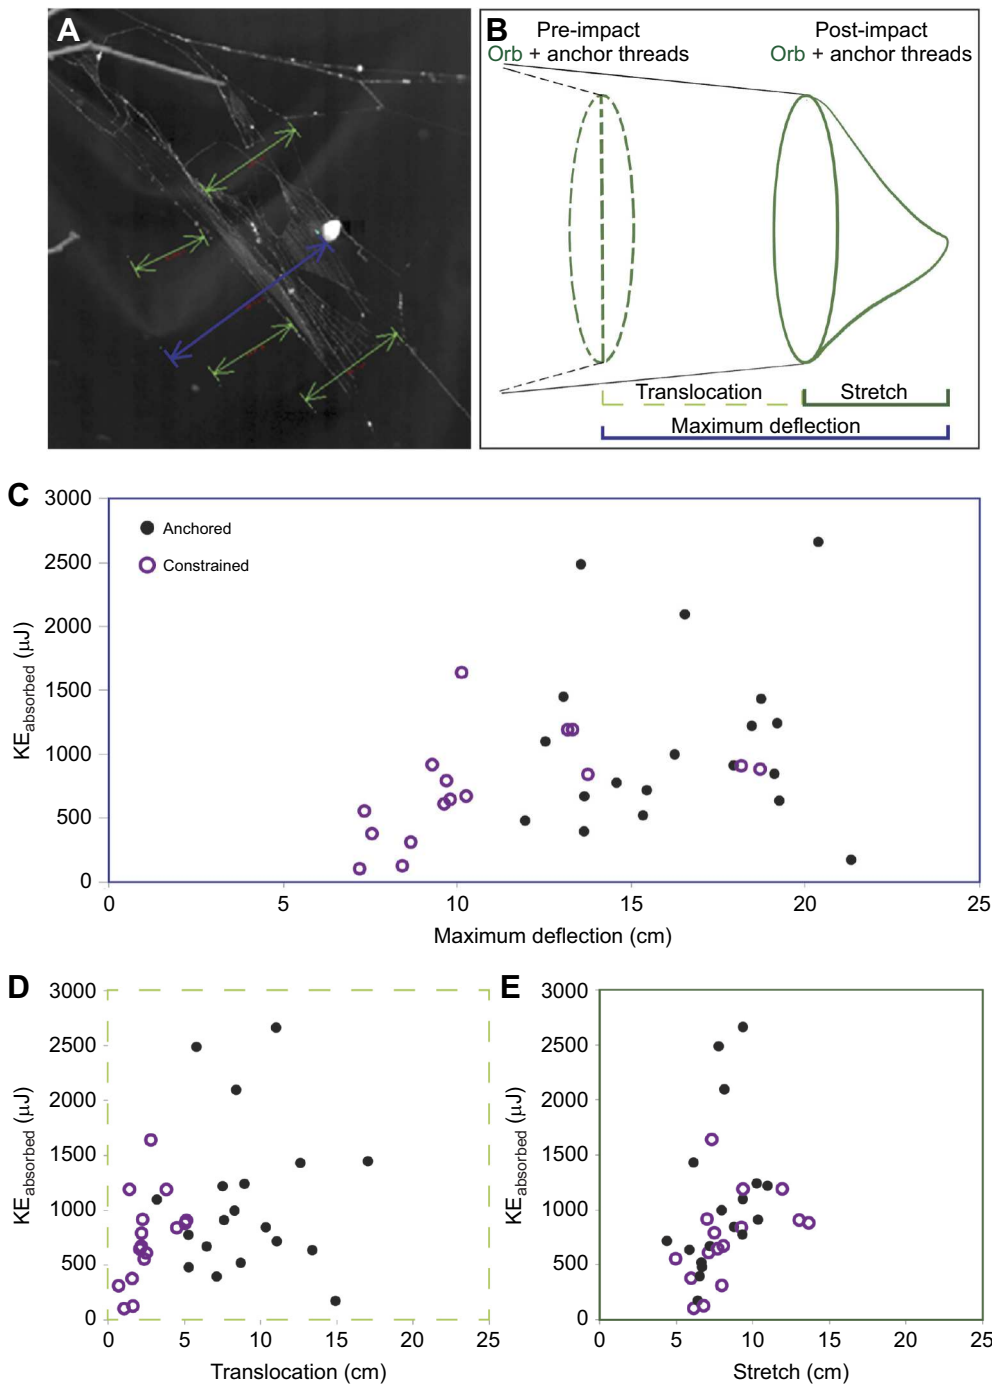 A
B
Pre-impact
Orb + anchor threads
Post-impact
Orb + anchor threads
Translocation
Stretch
Maximum deflection
C
3000
2500
2000
1500
1000
500
0
KEabsorbed (µJ)
Anchored
Constrained
0 5 10 15 20 25
Maximum deflection (cm)
D
3000
2500
2000
1500
1000
500
0
KEabsorbed (µJ)
0 5 10 15 20 25
Translocation (cm)
E
3000
2500
2000
1500
1000
500
0
KEabsorbed (µJ)
0 5 10 15 20 25
Stretch (cm)